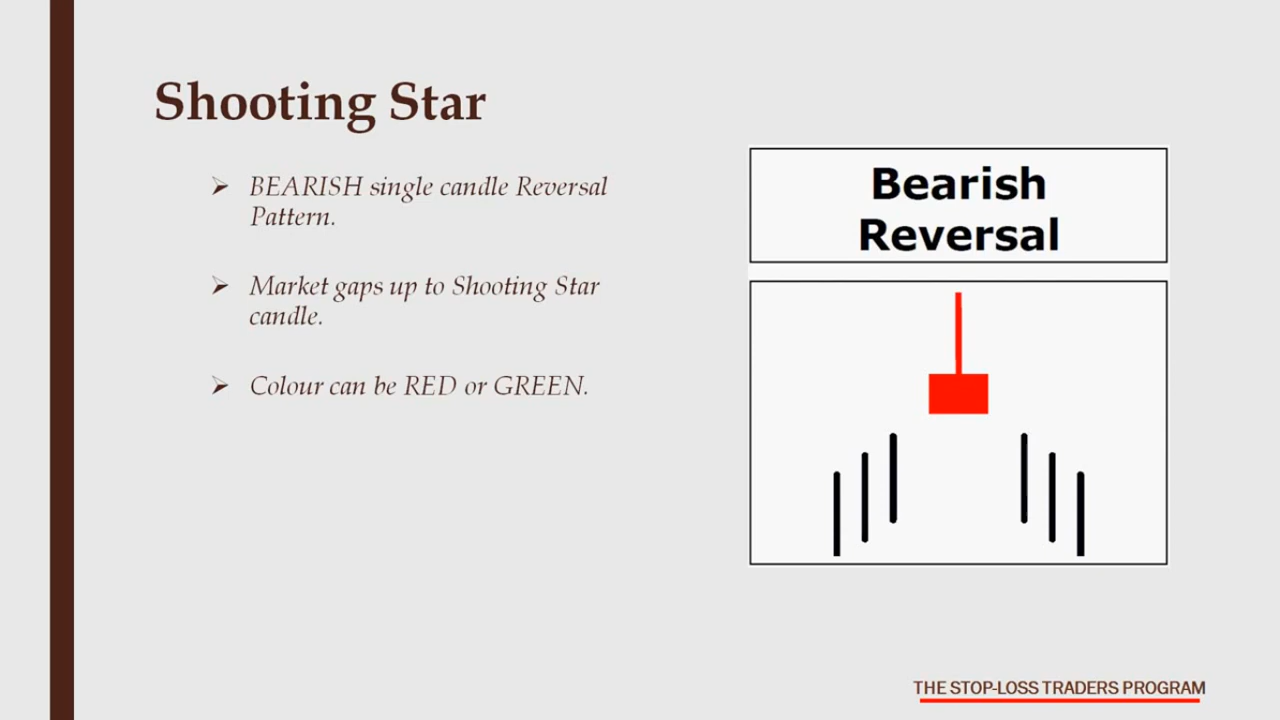 Shooting Star
BEARISH single candle Reversal
Pattern.
Market gaps up to Shooting Star
candle.
Colour can be RED or GREEN.
Bearish
Reversal
THE STOP-LOSS TRADERS PROGRAM